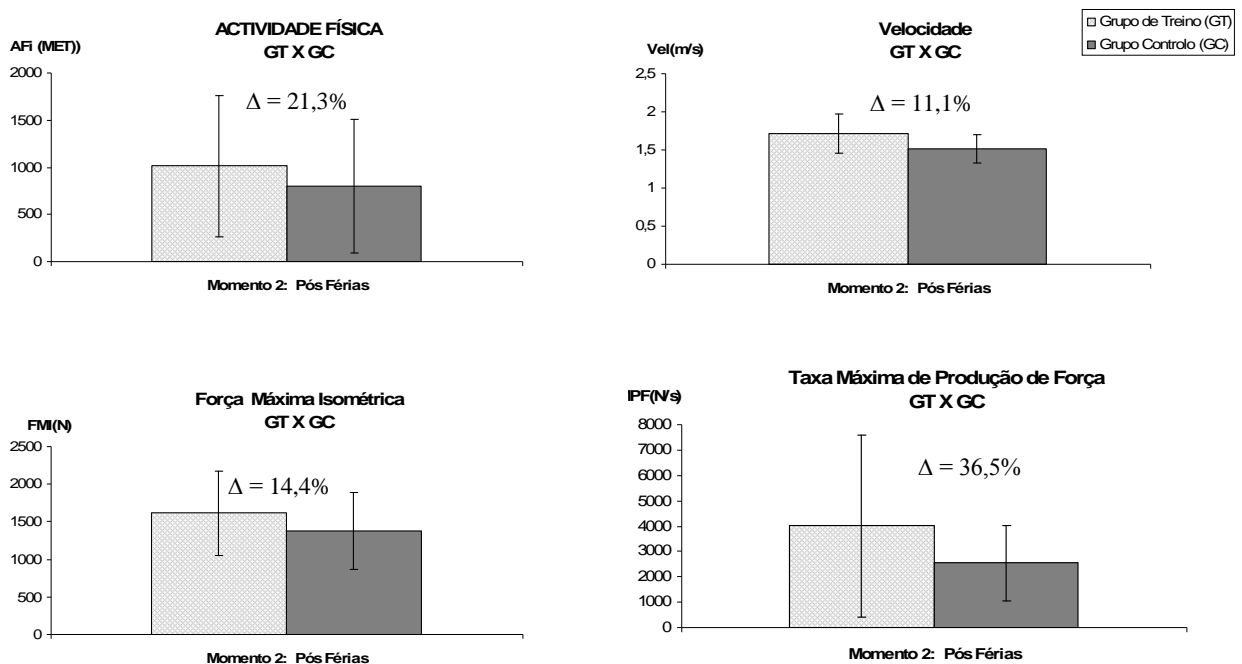 ACTIVIDADE FÍSICA
GT X GC
AFi (MET))
2000
1500
1000
500
0
Δ = 21,3%
Momento 2: Pós Férias
Velocidade
GT X GC
Vel(m/s)
2,5
2
1,5
1
0,5
0
Δ = 11,1%
Momento 2: Pós Férias
Grupo de Treino (GT)
Grupo Controlo (GC)
Força Máxima Isométrica
GT X GC
FMI(N)
2500
2000
1500
1000
500
0
Δ = 14,4%
Momento 2: Pós Férias
Taxa Máxima de Produção de Força
GT X GC
IPF(N/s)
8000
7000
6000
5000
4000
3000
2000
1000
0
Δ = 36,5%
Momento 2: Pós Férias